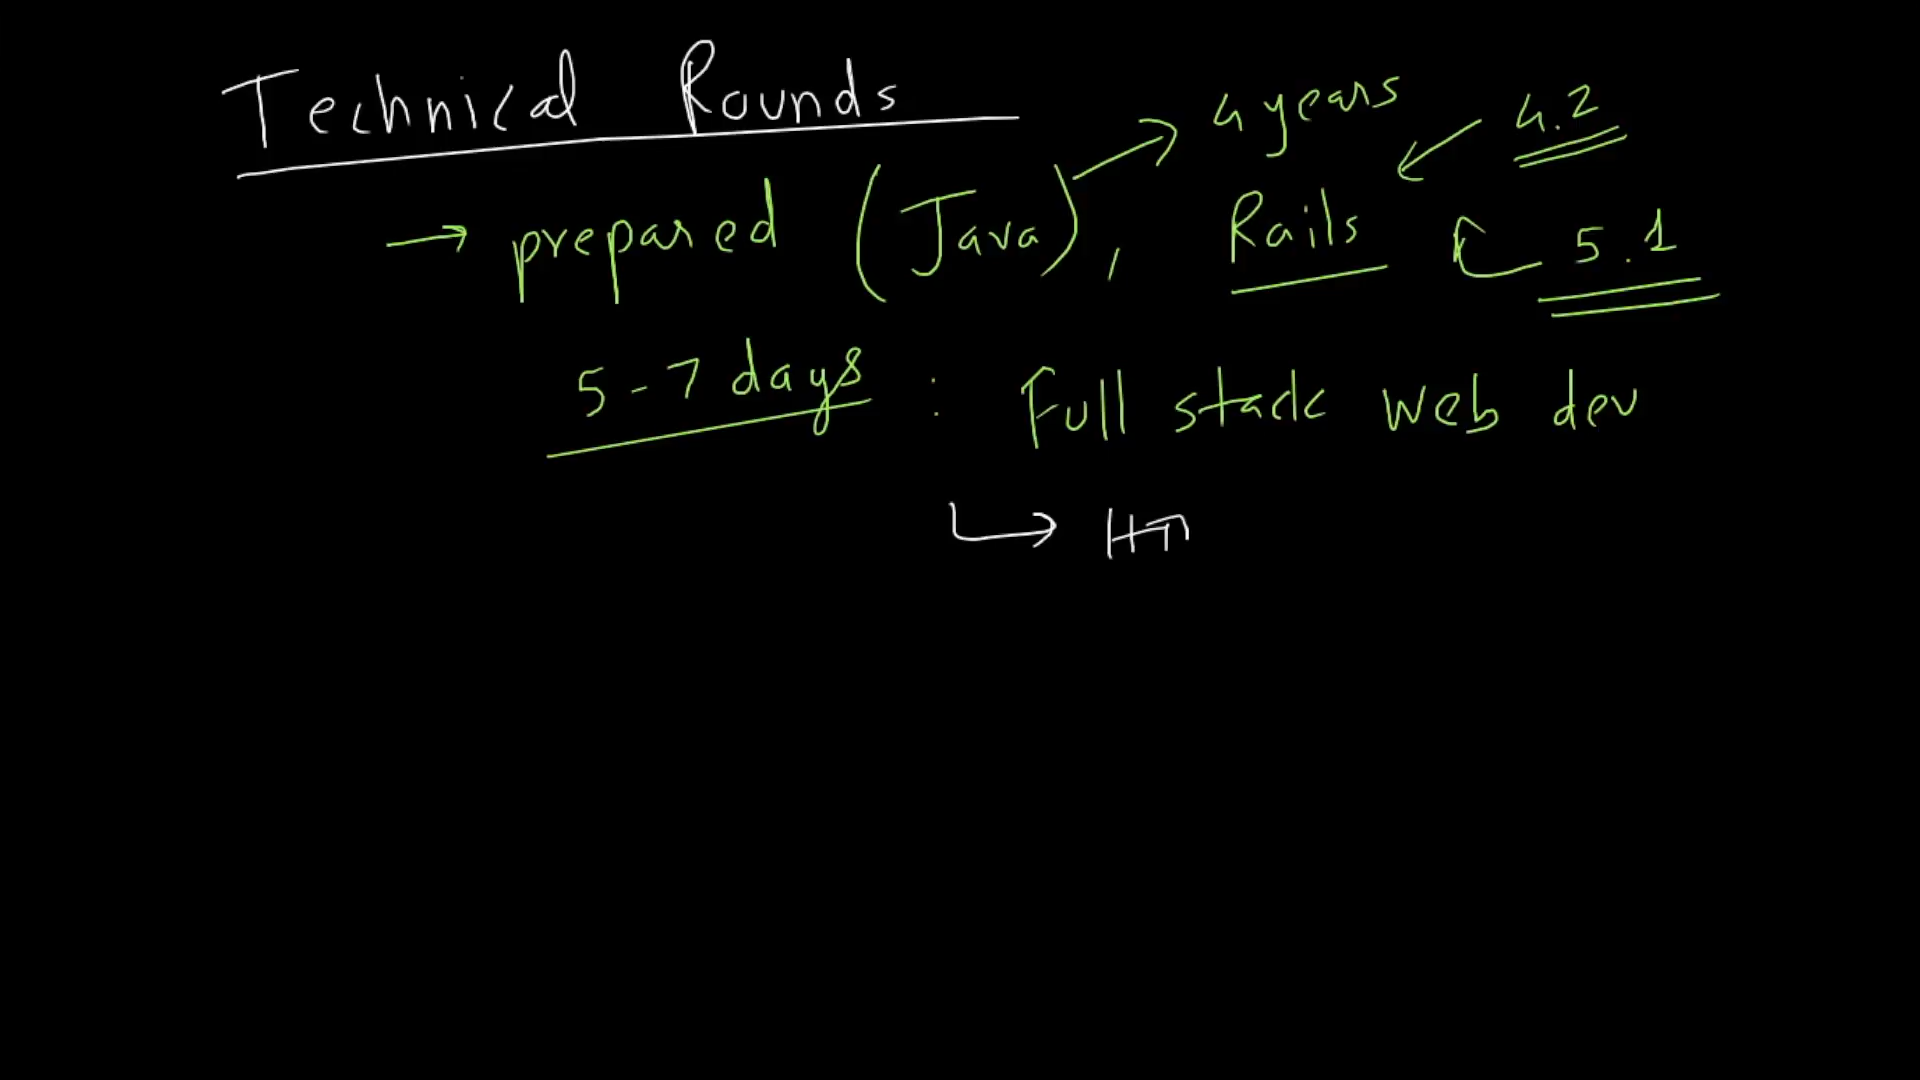 Technical Rounds
4 years
4.2
→ prepared (Java), Rails
5.1
5-7 days : Full stack web dev
HT